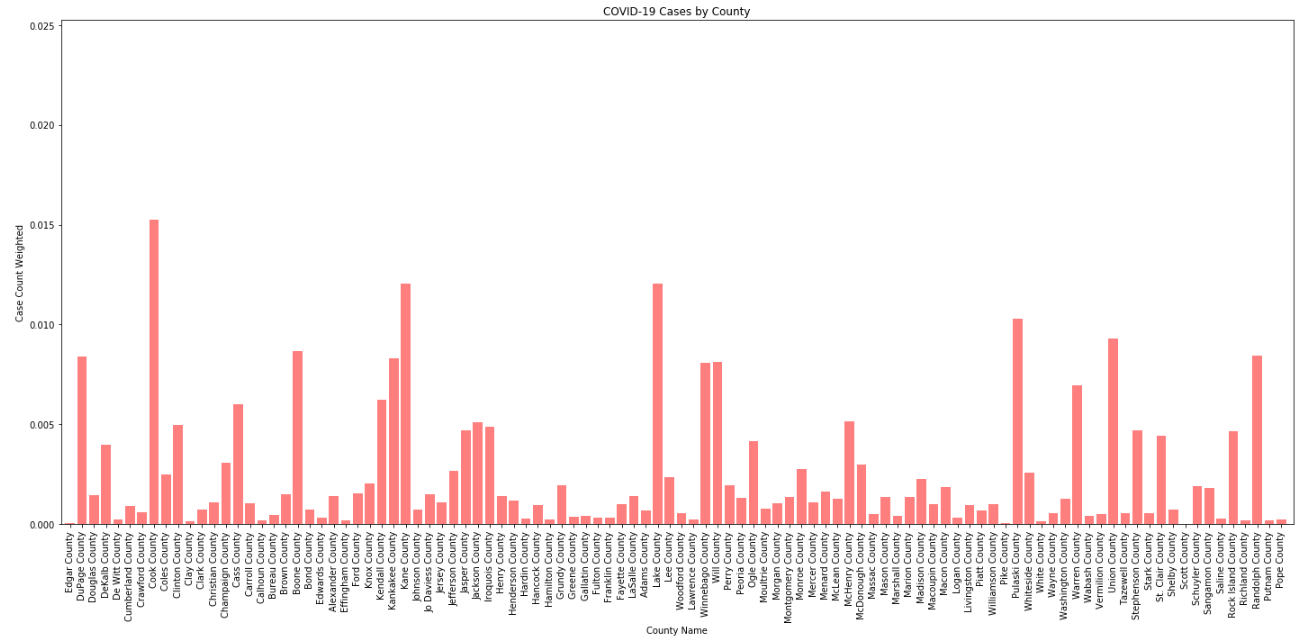 COVID-19 Cases by County
Case Count Weighted
0.025
0.020
0.015
0.010
0.005
0.000
Edgar County
DuPage County
Douglas County
DeKalb County
De Witt County
Cumberland County
Crawford County
Cook County
Coles County
Clinton County
Clay County
Clark County
Christian County
Champaign County
Cass County
Carroll County
Calhoun County
Bureau County
Brown County
Boone County
Bond County
Edwards County
Alexander County
Effingham County
Ford County
Knox County
Kendall County
Kankakee County
Kane County
Johnson County
Jo Daviess County
Jersey County
Jefferson County
Jasper County
Jackson County
Iroquois County
Henry County
Henderson County
Hardin County
Hancock County
Hamilton County
Grundy County
Greene County
Gallatin County
Fulton County
Franklin County
Fayette County
LaSalle County
Adams County
Lake County
Lee County
Woodford County
Lawrence County
Winnebago County
Will County
Perry County
Peoria County
Ogle County
Moultrie County
Morgan County
Montgomery County
Monroe County
Mercer County
Menard County
McLean County
McHenry County
McDonough County
Massac County
Mason County
Marshall County
Marion County
Madison County
Macoupin County
Macon County
Logan County
Livingston County
Piatt County
Williamson County
Pike County
Pulaski County
Whiteside County
White County
Wayne County
Washington County
Warren County
Wabash County
Vermilion County
Union County
Tazewell County
Stephenson County
Stark County
St. Clair County
Shelby County
Scott County
Schuyler County
Sangamon County
Saline County
Rock Island County
Richland County
Randolph County
Putnam County
Pope County
County Name